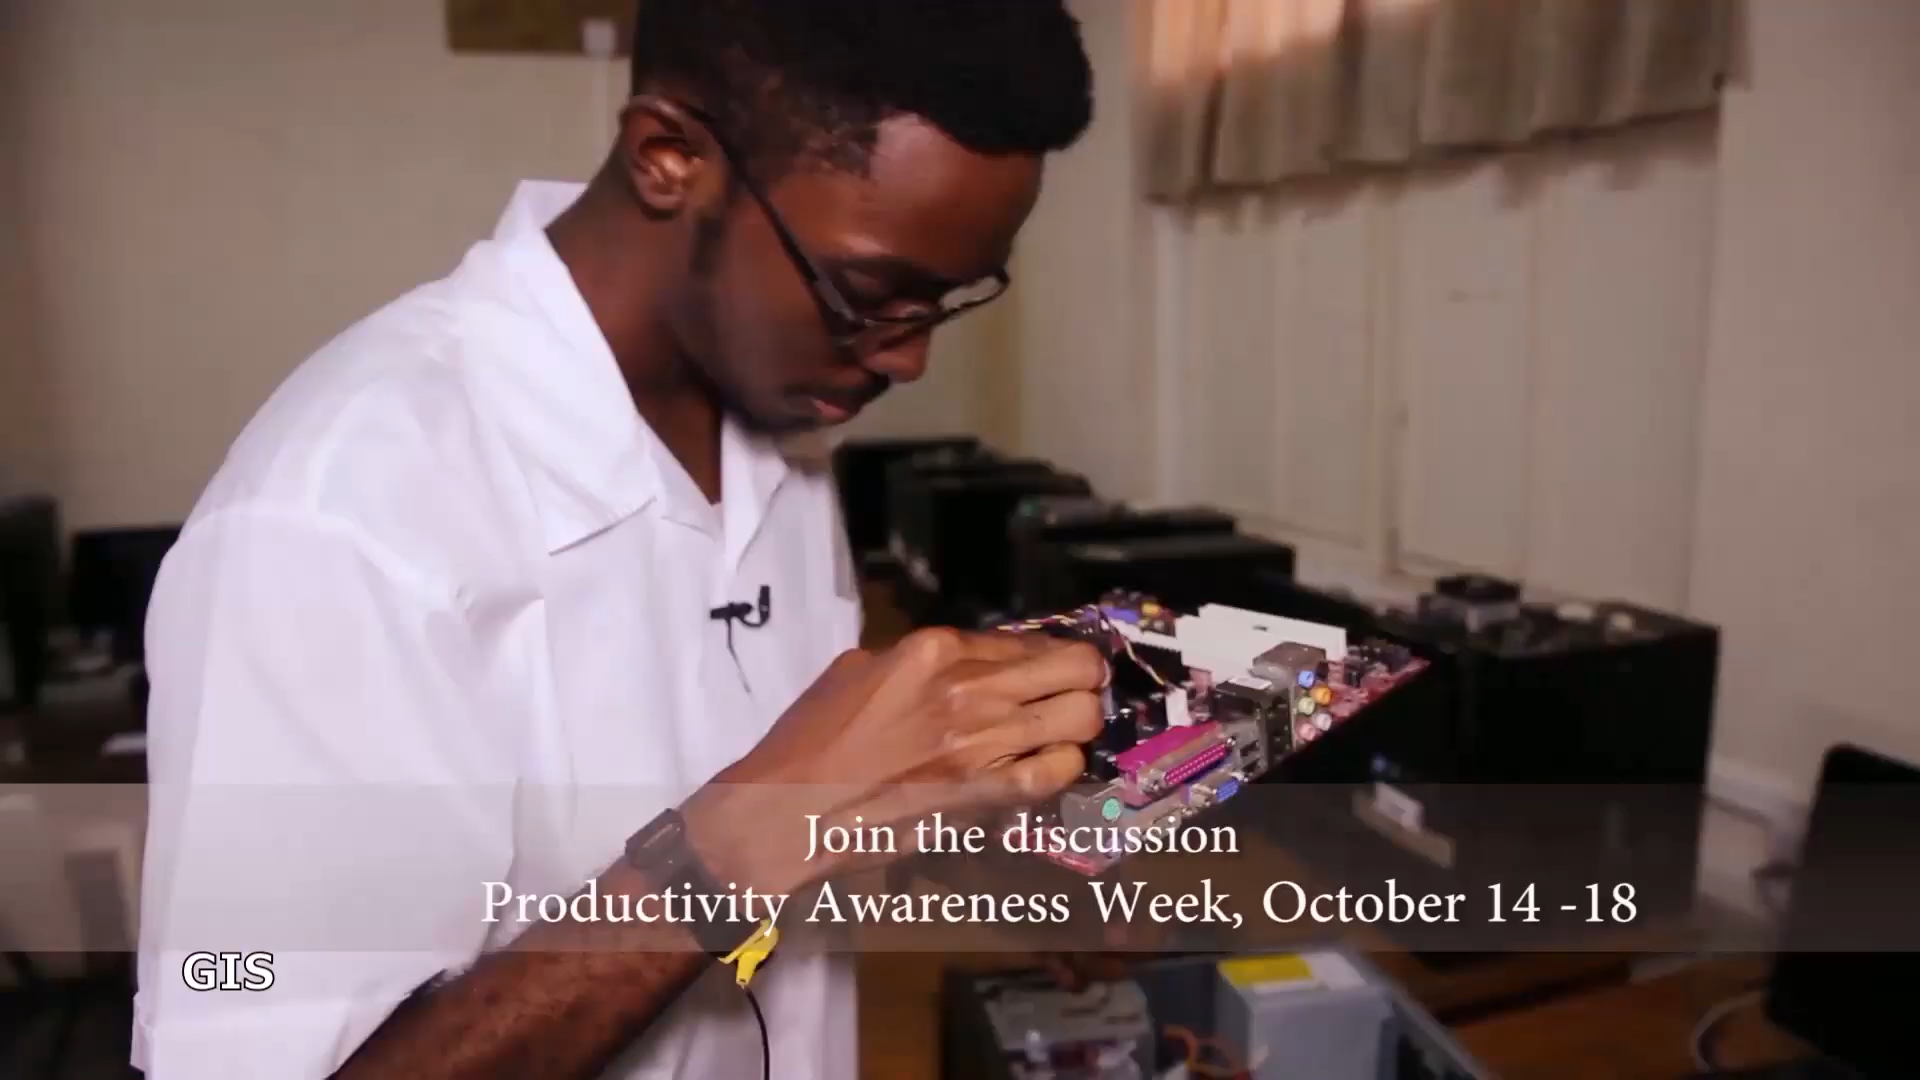 Join the discussion
Productivity Awareness Week, October 14 -18
GIS